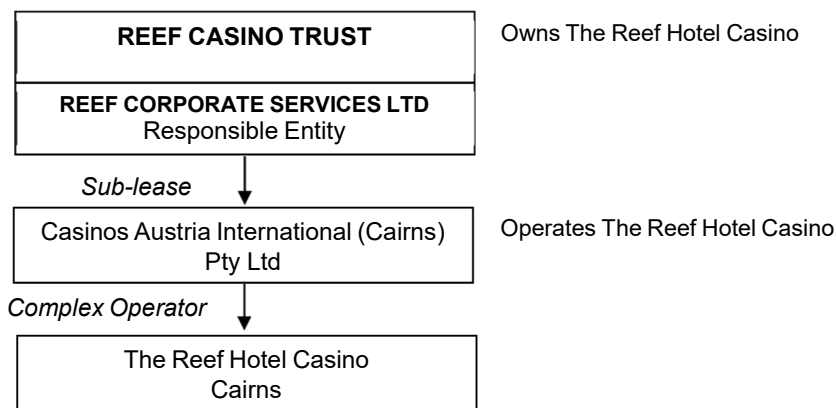 REEF CASINO TRUST
Owns The Reef Hotel Casino
REEF CORPORATE SERVICES LTD
Responsible Entity
Sub-lease
Casinos Austria International (Cairns)
Pty Ltd
Operates The Reef Hotel Casino
Complex Operator
The Reef Hotel Casino
Cairns